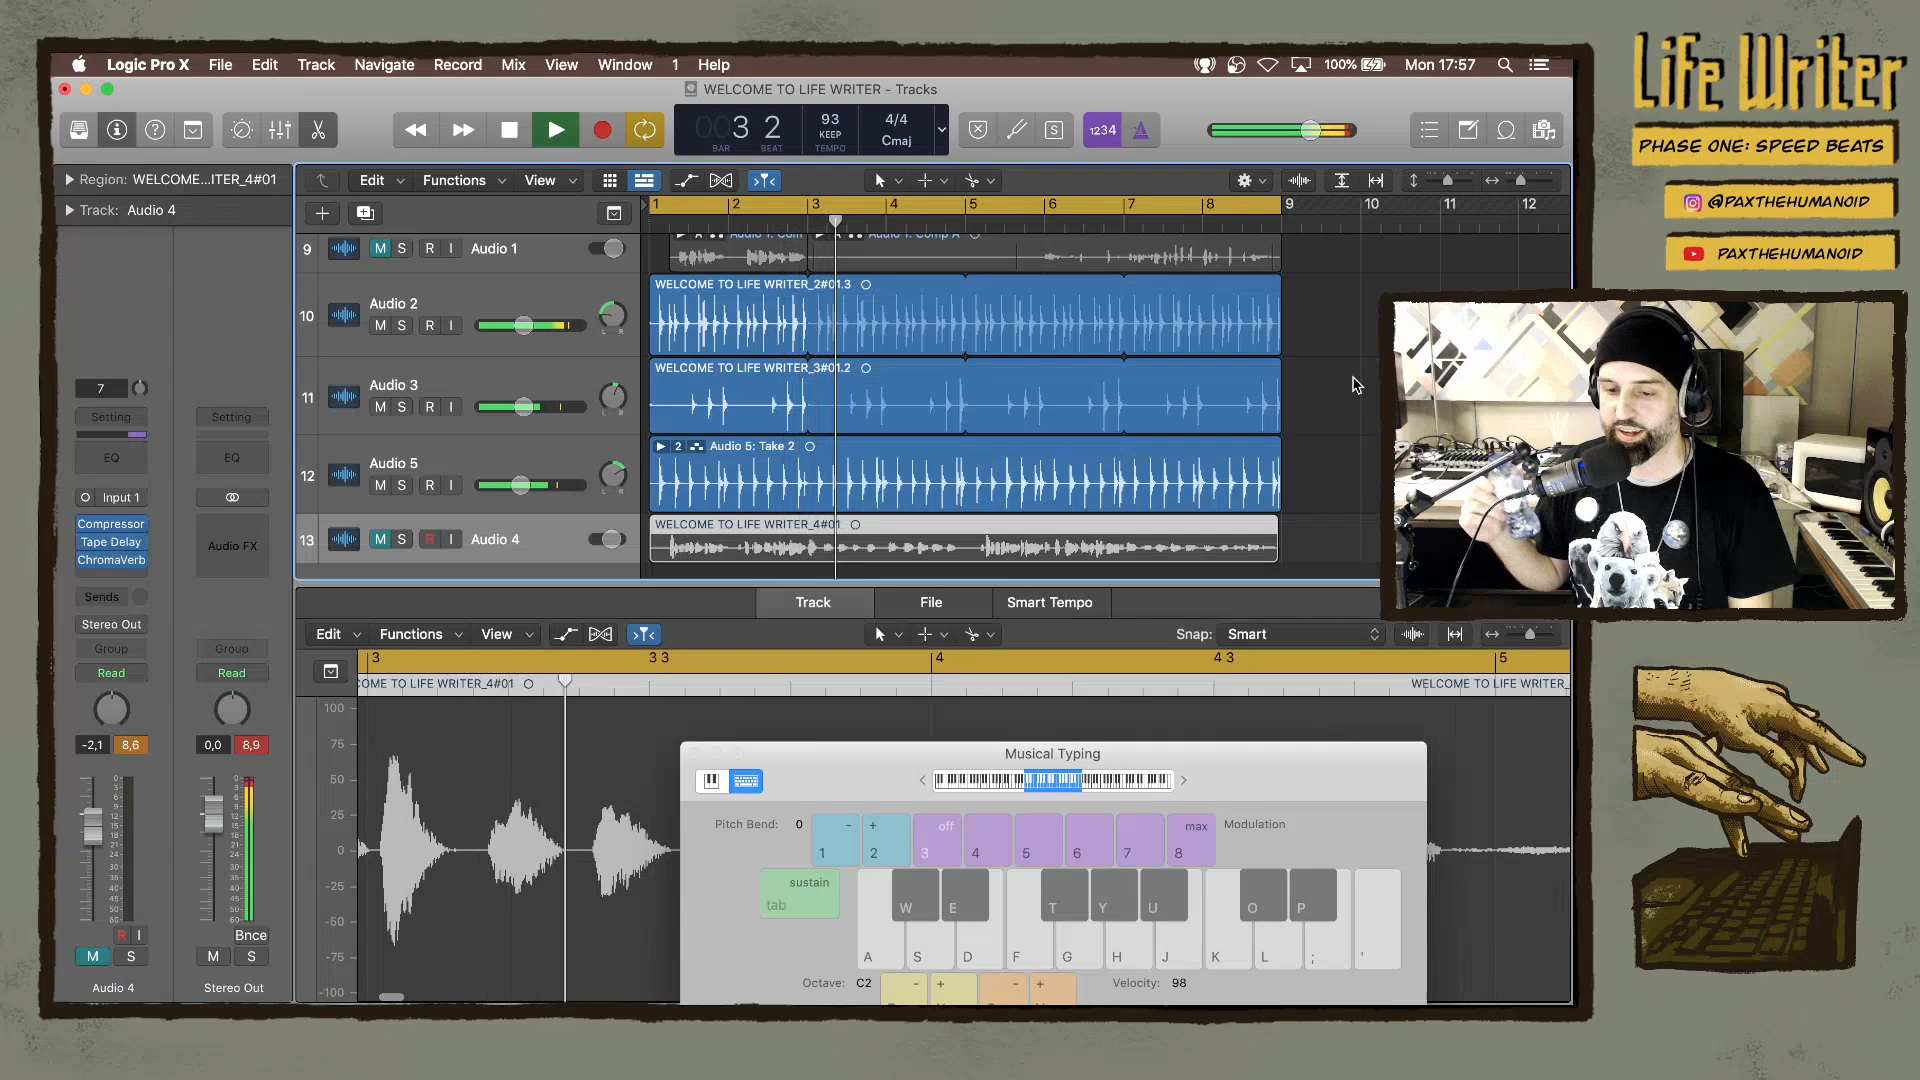 Logic Pro X File Edit Track Navigate Record Mix View Window 1 Help
100% Mon 17:57
WELCOME TO LIFE WRITER - Tracks
3 2
BAR BEAT
93
KEEP
TEMPO
4/4
Cmaj
S
1234
Region: WELCOME...ITER_4#01
Track: Audio 4
Edit Functions View
1 2 3 4 5 6 7 8 9 10 11 12
9 M S R I Audio 1
Audio 1: Comp A
10 Audio 2
M S R I
L R
WELCOME TO LIFE WRITER_2#01.3
11 Audio 3
M S R I
L R
WELCOME TO LIFE WRITER_3#01.2
12 Audio 5
M S R I
L R
2 Audio 5: Take 2
13 M S R I Audio 4
WELCOME TO LIFE WRITER_4#01
7
Setting Setting
EQ EQ
Input 1
Compressor
Tape Delay
ChromaVerb
Audio FX
Sends
Stereo Out
Group Group
Read Read
-2,1 8,6 0,0 8,9
R I Bnce
M S M S
Audio 4 Stereo Out
Track File Smart Tempo
Edit Functions View
Snap: Smart
3 3 3 4 4 3 5
COME TO LIFE WRITER_4#01
WELCOME TO LIFE WRITER_
100
75
50
25
0
-25
-50
-75
-100
Musical Typing
Pitch Bend: 0
- + off max
1 2 3 4 5 6 7 8
Modulation
sustain
tab
W E T Y U O P
A S D F G H J K L ; '
Octave: C2
- + - +
Velocity: 98
Life Writer
PHASE ONE: SPEED BEATS
@PAXTHEHUMANOID
PAXTHEHUMANOID